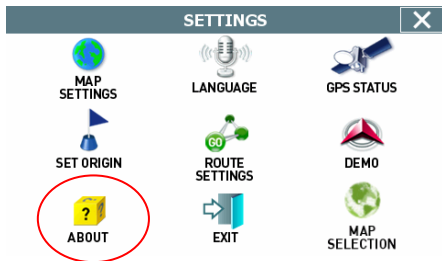 SETTINGS
MAP
SETTINGS
LANGUAGE
GPS STATUS
SET ORIGIN
GO
ROUTE
SETTINGS
DEMO
?
ABOUT
EXIT
MAP
SELECTION